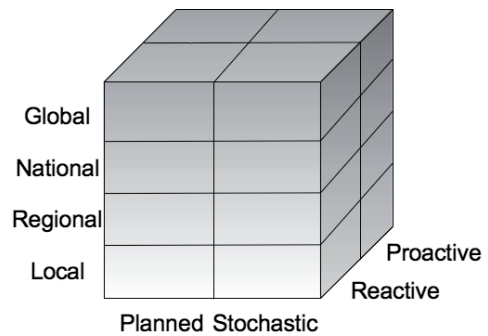 Global
National
Regional
Local
Proactive
Reactive
Planned Stochastic